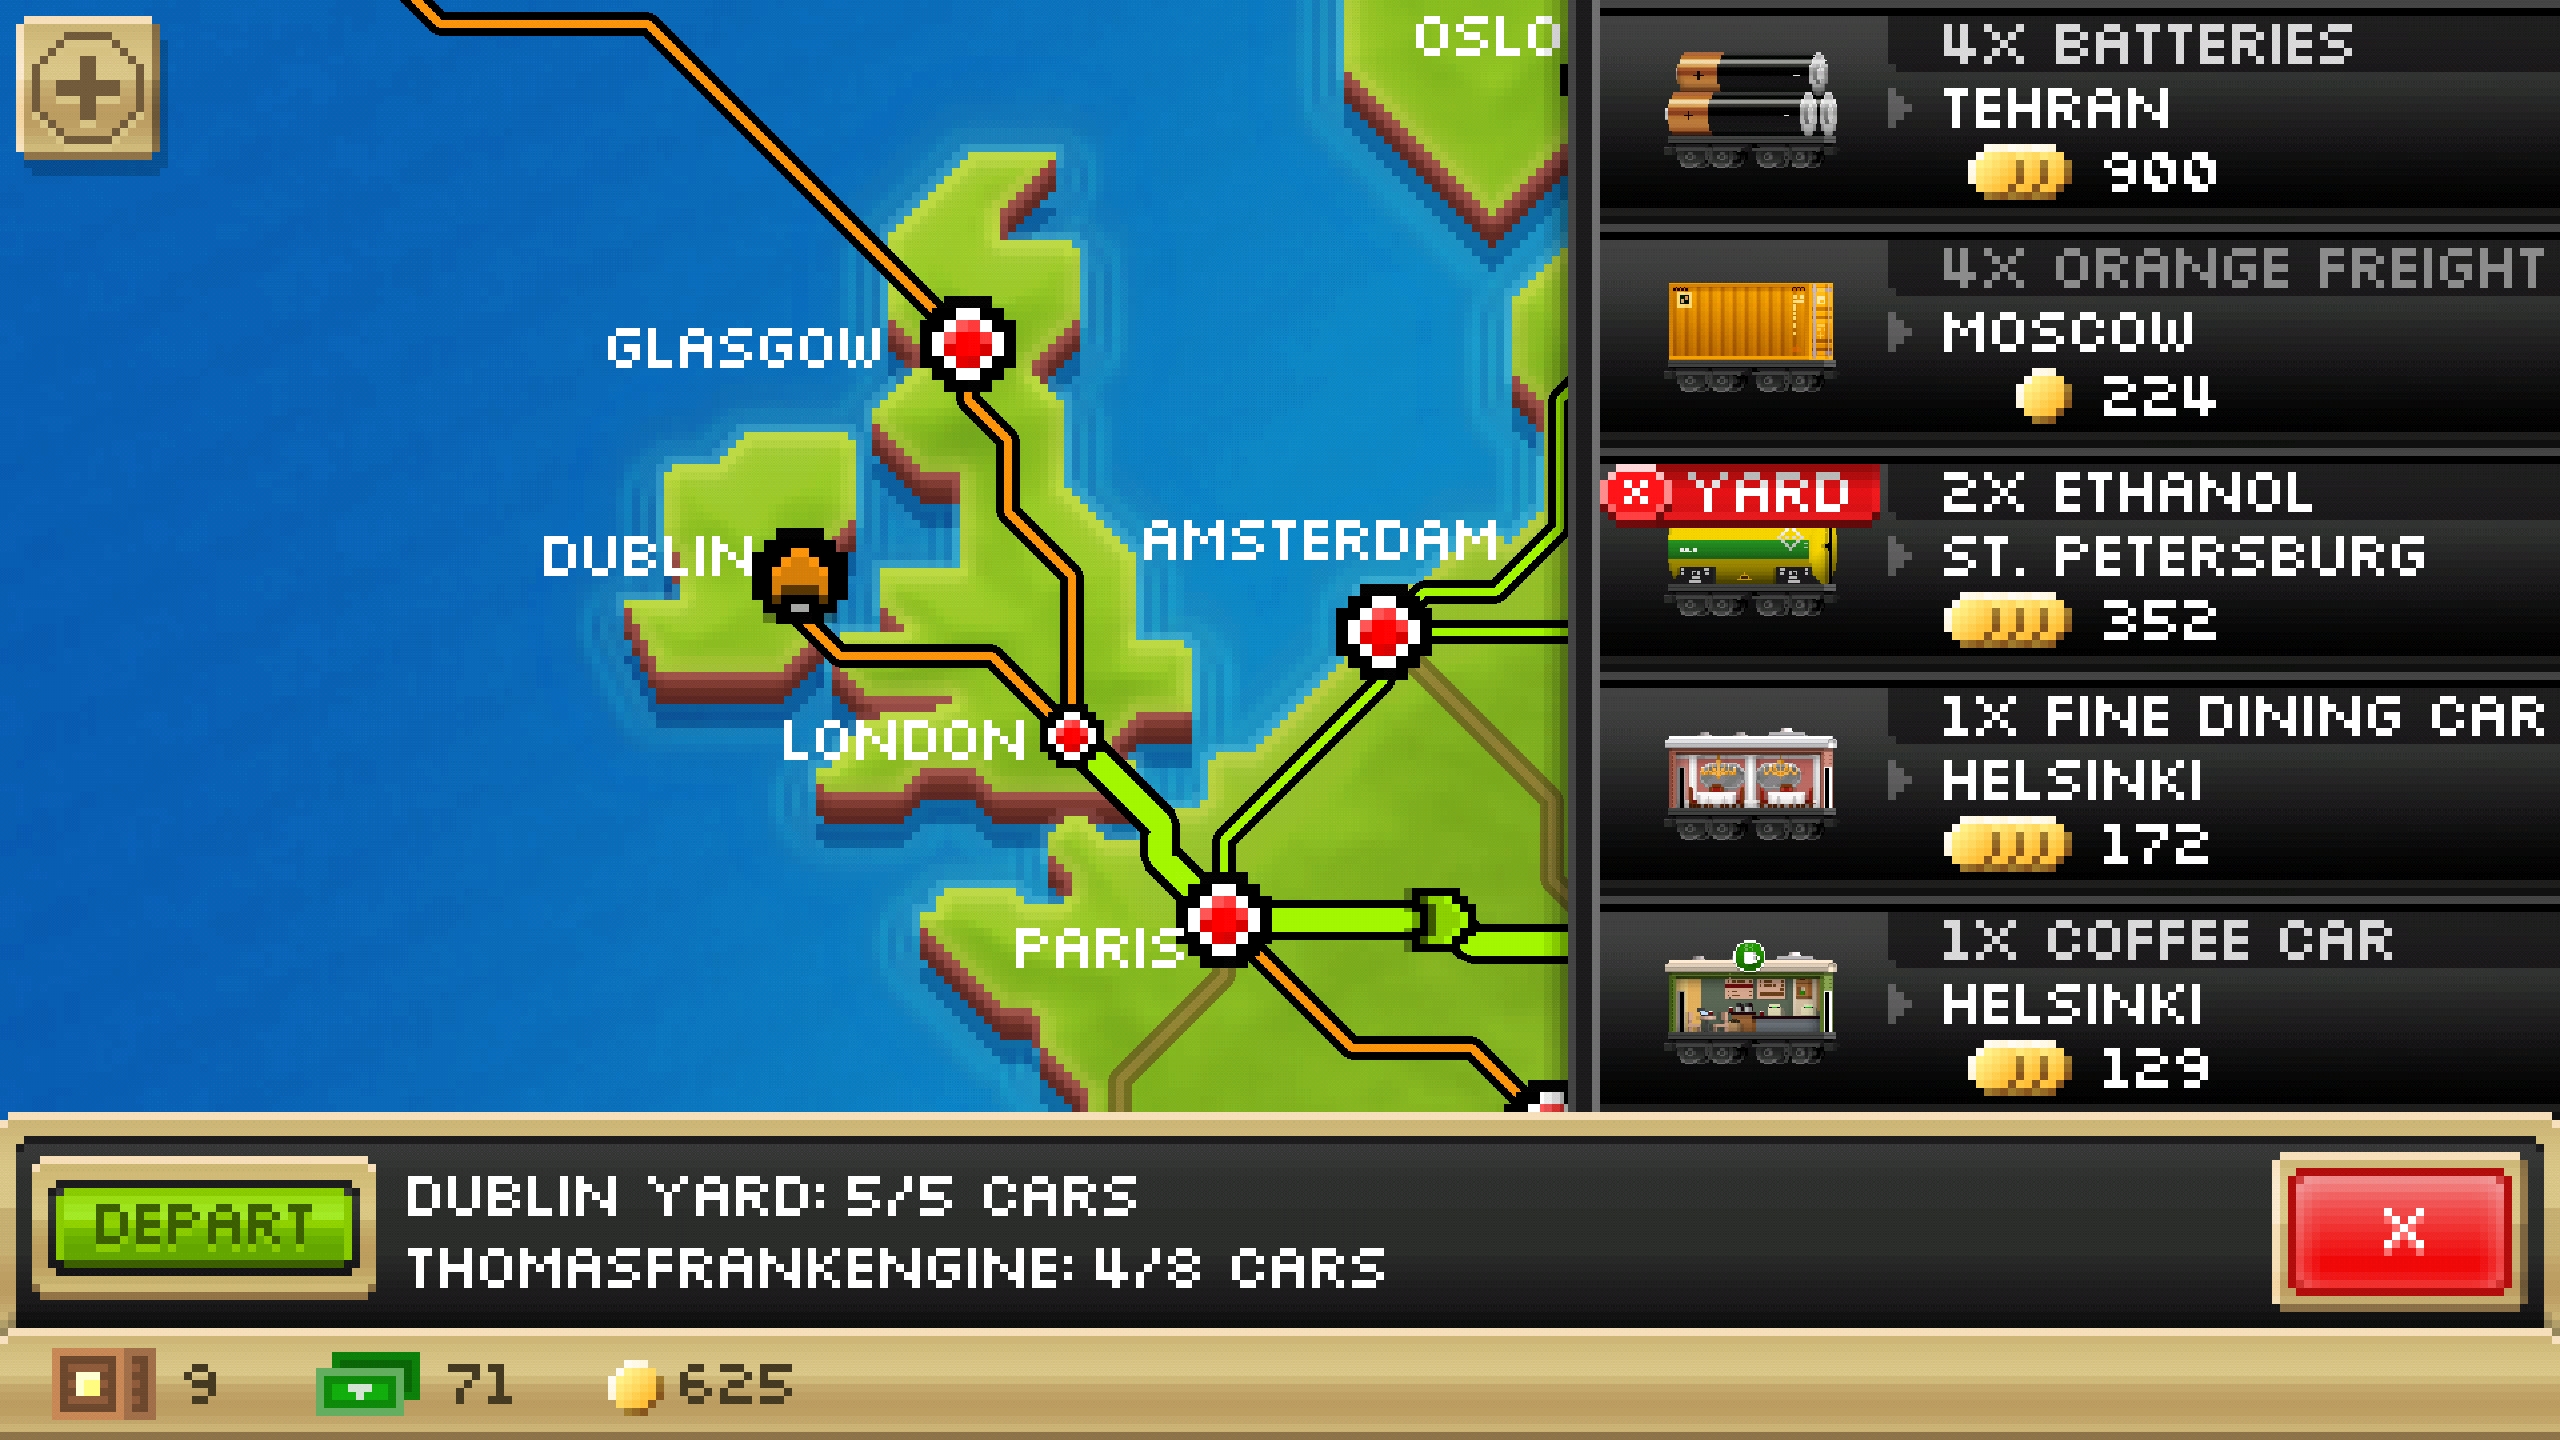 OSLO
GLASGOW
DUBLIN
AMSTERDAM
LONDON
PARIS
4X BATTERIES
TEHRAN
900
4X ORANGE FREIGHT
MOSCOW
224
YARD
2X ETHANOL
ST. PETERSBURG
352
1X FINE DINING CAR
HELSINKI
172
1X COFFEE CAR
HELSINKI
129
DEPART
DUBLIN YARD: 5/5 CARS
THOMASFRANKENGINE: 4/8 CARS
X
9
71
625